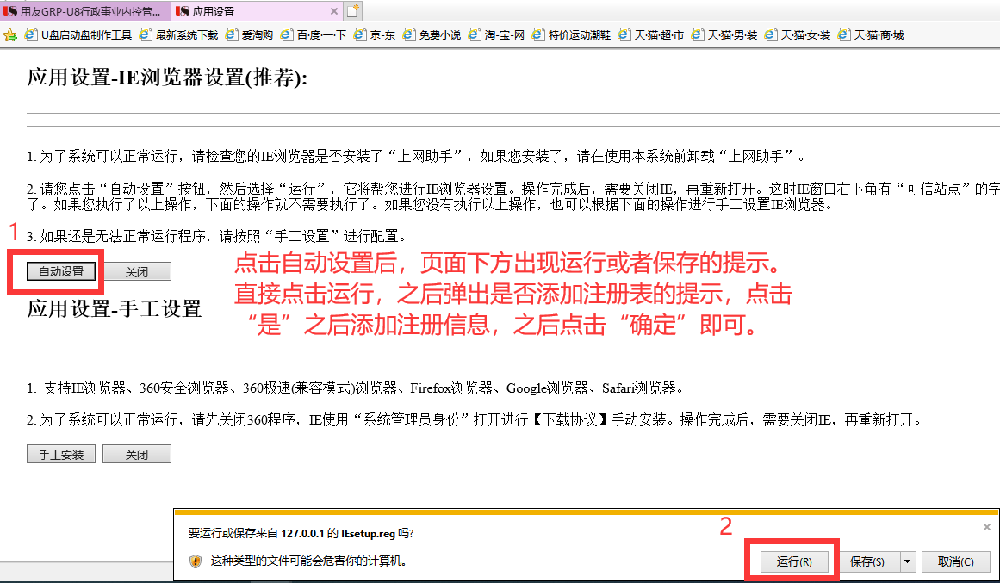 用友GRP-U8行政事业内控管...
应用设置
U盘启动盘制作工具 最新系统下载 爱淘购 百·度·一·下 京-东 免费小说 淘-宝-网 特价运动潮鞋 天·猫·超·市 天·猫·男·装 天·猫·女·装 天·猫·商·城
应用设置-IE浏览器设置(推荐):
1. 为了系统可以正常运行，请检查您的IE浏览器是否安装了“上网助手”，如果您安装了，请在使用本系统前卸载“上网助手”。
2. 请您点击“自动设置”按钮，然后选择“运行”，它将帮您进行IE浏览器设置。操作完成后，需要关闭IE，再重新打开。这时IE窗口右下角有“可信站点”的字
了。如果您执行了以上操作，下面的操作就不需要执行了。如果您没有执行以上操作，也可以根据下面的操作进行手工设置IE浏览器。
1
3. 如果还是无法正常运行程序，请按照“手工设置”进行配置。
自动设置 关闭
点击自动设置后，页面下方出现运行或者保存的提示。
直接点击运行，之后弹出是否添加注册表的提示，点击
“是”之后添加注册信息，之后点击“确定”即可。
应用设置-手工设置
1. 支持IE浏览器、360安全浏览器、360极速(兼容模式)浏览器、Firefox浏览器、Google浏览器、Safari浏览器。
2. 为了系统可以正常运行，请先关闭360程序，IE使用“系统管理员身份”打开进行【下载协议】手动安装。操作完成后，需要关闭IE，再重新打开。
手工安装 关闭
要运行或保存来自 127.0.0.1 的 IEsetup.reg 吗?
2
这种类型的文件可能会危害你的计算机。
运行(R) 保存(S) 取消(C)